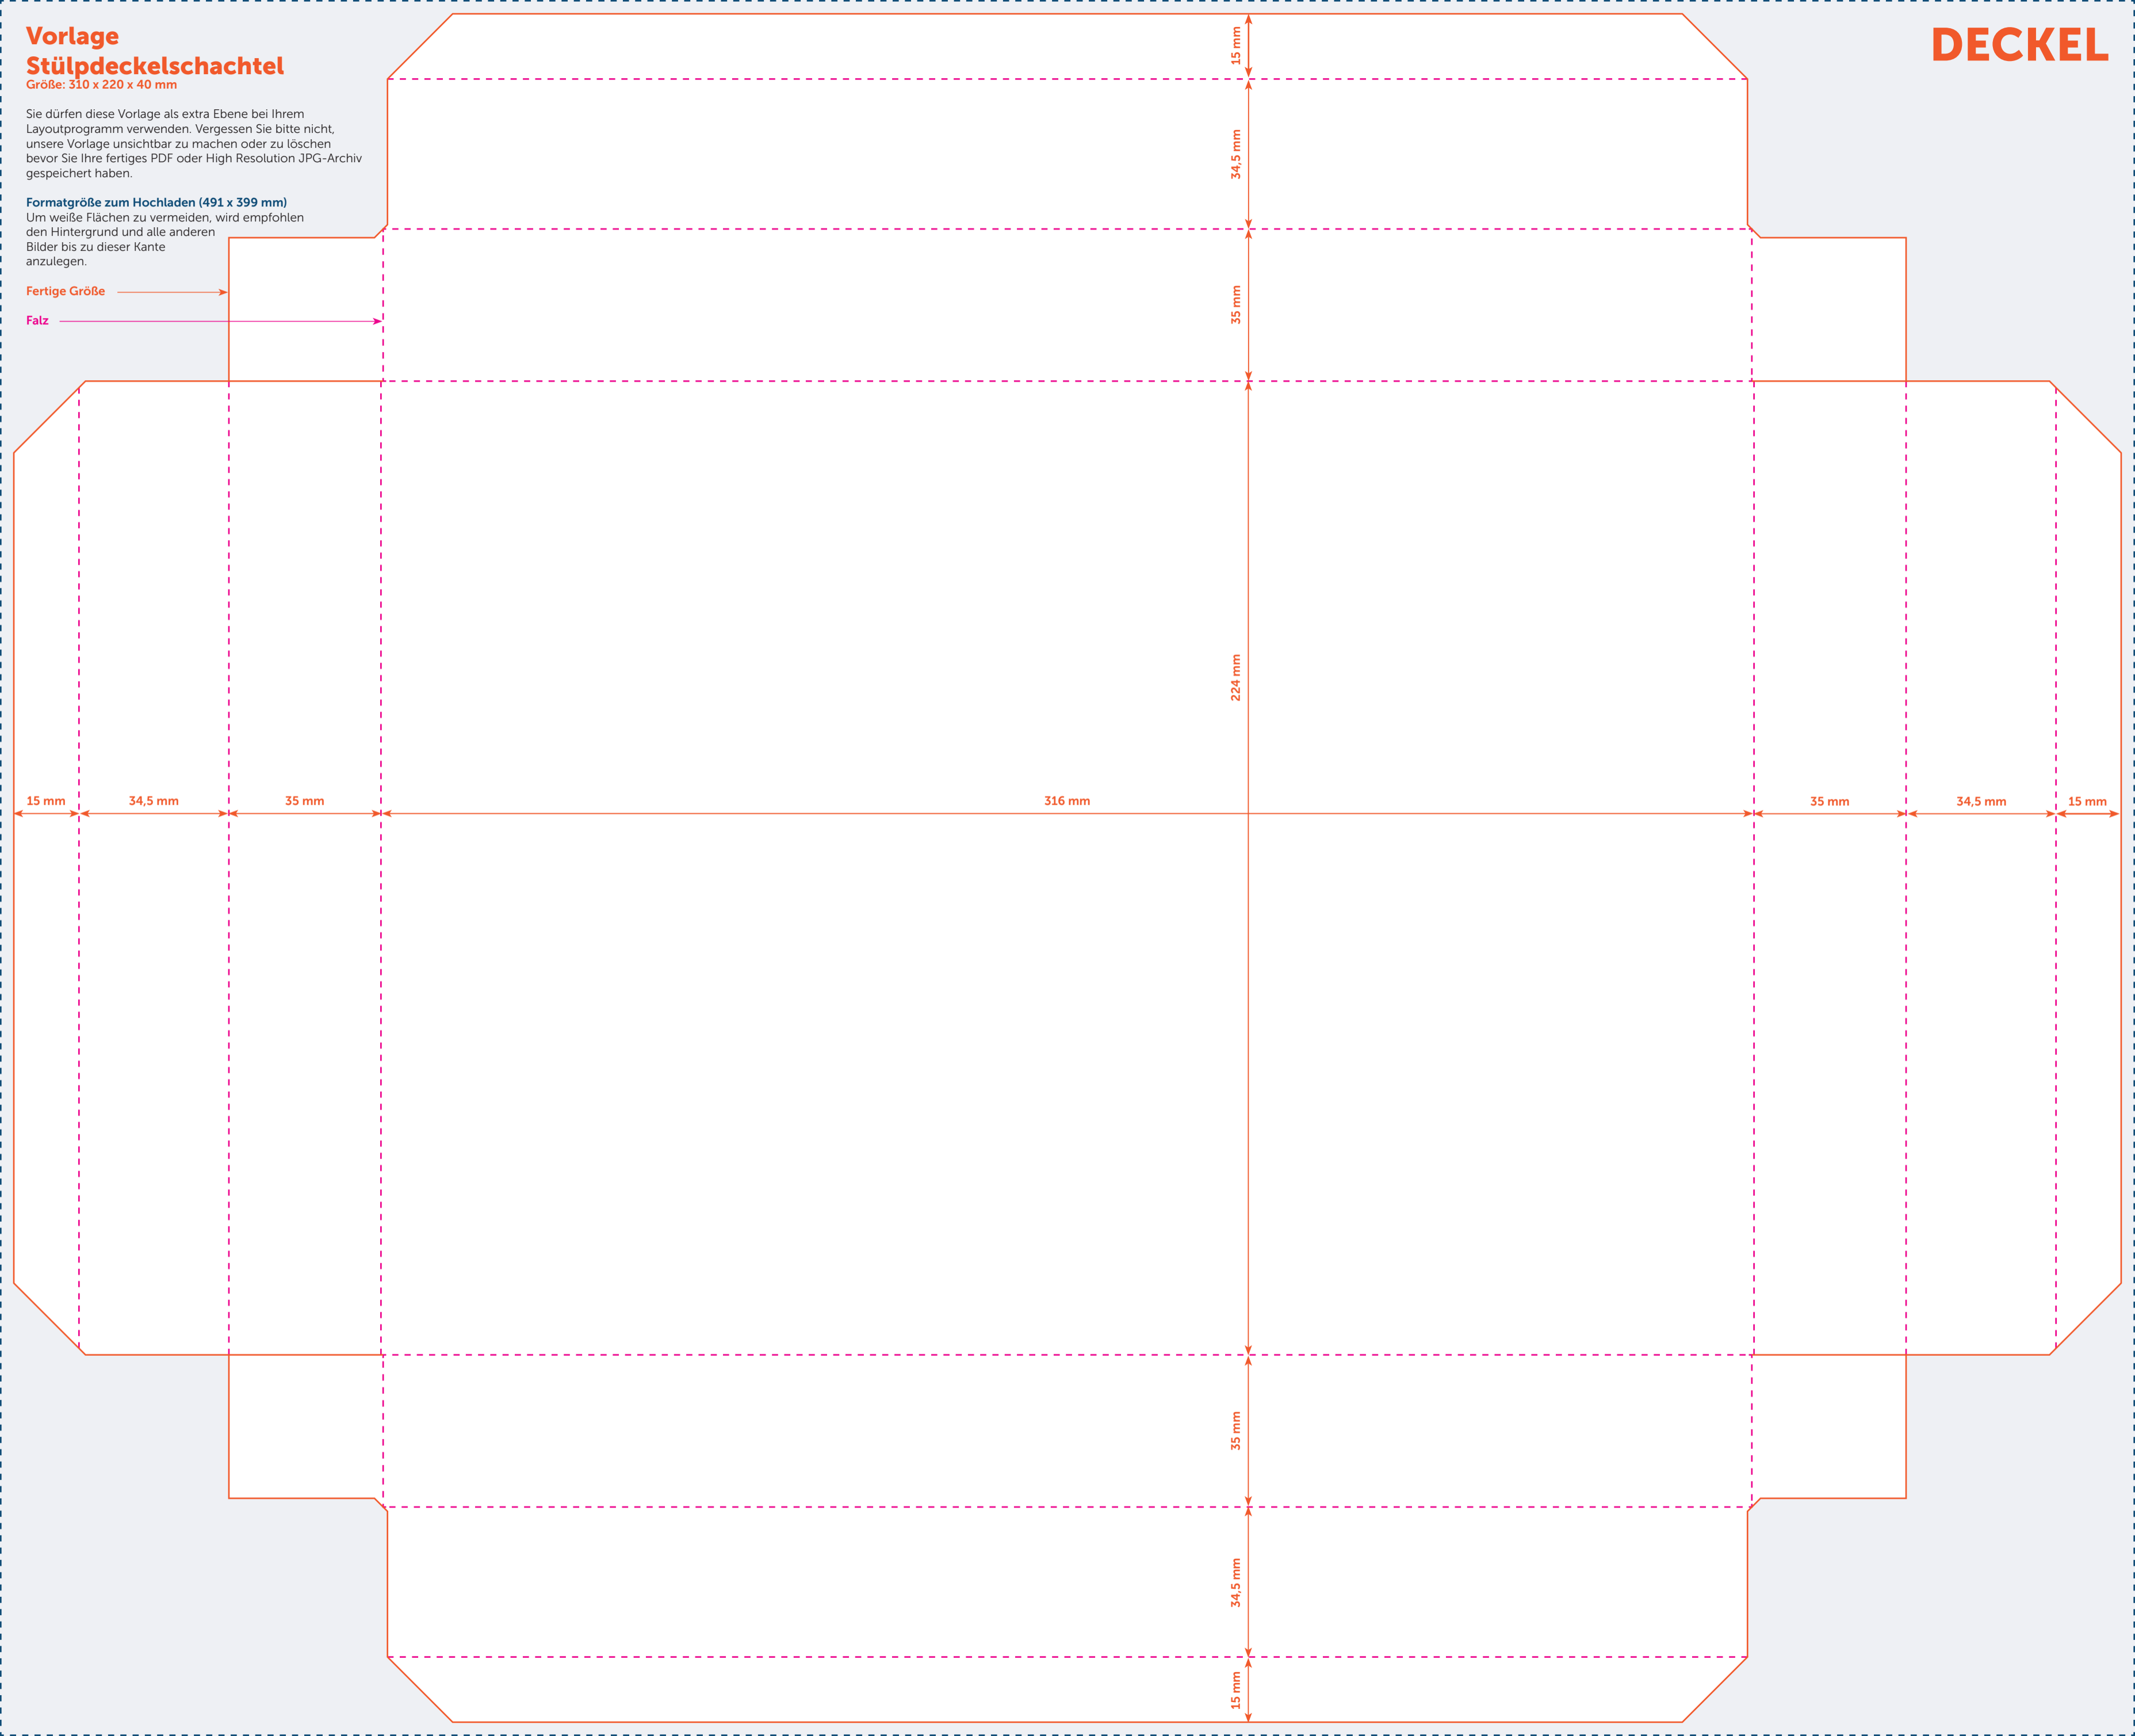 Vorlage
Stülpdeckelschachtel
Größe: 310 x 220 x 40 mm
Sie dürfen diese Vorlage als extra Ebene bei Ihrem
Layoutprogramm verwenden. Vergessen Sie bitte nicht,
unsere Vorlage unsichtbar zu machen oder zu löschen
bevor Sie Ihre fertiges PDF oder High Resolution JPG-Archiv
gespeichert haben.
Formatgröße zum Hochladen (491 x 399 mm)
Um weiße Flächen zu vermeiden, wird empfohlen
den Hintergrund und alle anderen
Bilder bis zu dieser Kante
anzulegen.
Fertige Größe
Falz
DECKEL
15 mm
34,5 mm
35 mm
224 mm
15 mm
34,5 mm
35 mm
316 mm
35 mm
34,5 mm
15 mm
35 mm
34,5 mm
15 mm